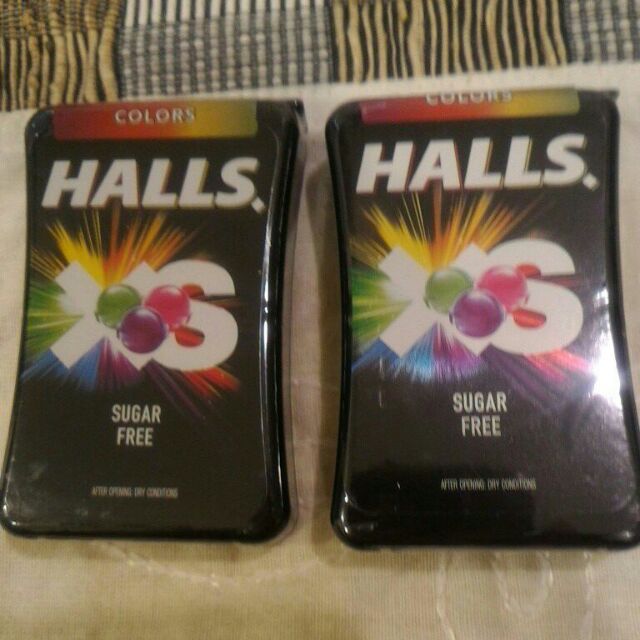 COLORS
HALLS.
XS
SUGAR
FREE
AFTER OPENING: DRY CONDITIONS
COLORS
HALLS.
XS
SUGAR
FREE
AFTER OPENING: DRY CONDITIONS